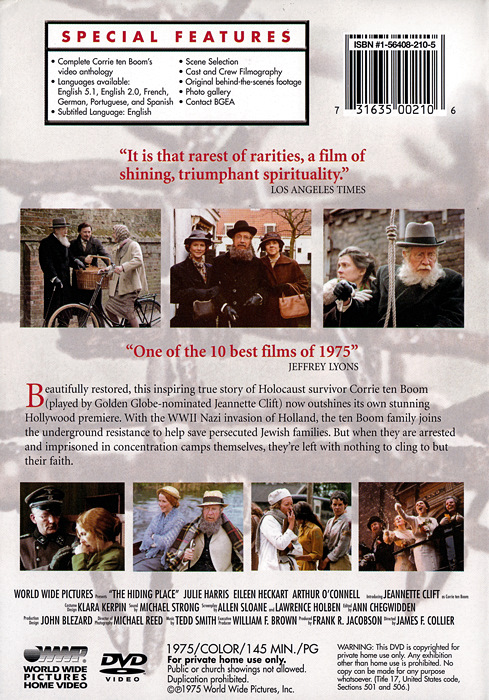 SPECIAL FEATURES
• Complete Corrie ten Boom's
video anthology
• Languages available:
English 5.1, English 2.0, French,
German, Portuguese, and Spanish
• Subtitled Language: English
• Scene Selection
• Cast and Crew Filmography
• Original behind-the-scenes footage
• Photo gallery
• Contact BGEA
ISBN #1-56408-210-5
7 31635 00210 6
"It is that rarest of rarities, a film of
shining, triumphant spirituality."
LOS ANGELES TIMES
"One of the 10 best films of 1975"
JEFFREY LYONS
Beautifully restored, this inspiring true story of Holocaust survivor Corrie ten Boom
(played by Golden Globe-nominated Jeannette Clift) now outshines its own stunning
Hollywood premiere. With the WWII Nazi invasion of Holland, the ten Boom family joins
the underground resistance to help save persecuted Jewish families. But when they are arrested
and imprisoned in concentration camps themselves, they're left with nothing to cling to but
their faith.
WORLD WIDE PICTURES Presents "THE HIDING PLACE" JULIE HARRIS EILEEN HECKART ARTHUR O'CONNELL Introducing JEANNETTE CLIFT as Corrie ten Boom
Costume Design KLARA KERPIN Sound by MICHAEL STRONG Screenplay ALLEN SLOANE and LAWRENCE HOLBEN Edited by ANN CHEGWIDDEN
Production Design JOHN BLEZARD Director of Photography MICHAEL REED Music TEDD SMITH Executive Producer WILLIAM F. BROWN Produced by FRANK R. JACOBSON Directed by JAMES F. COLLIER
WWP
WORLD WIDE
PICTURES
HOME VIDEO
DVD
VIDEO
1975/COLOR/145 MIN./PG
For private home use only.
Public or church showings not allowed.
Duplication prohibited.
©Ⓟ1975 World Wide Pictures, Inc.
WARNING: This DVD is copyrighted for
private home use only. Any exhibition
other than home use is prohibited. No
copy can be made for any purpose
whatsoever. (Title 17, United States code,
Sections 501 and 506).